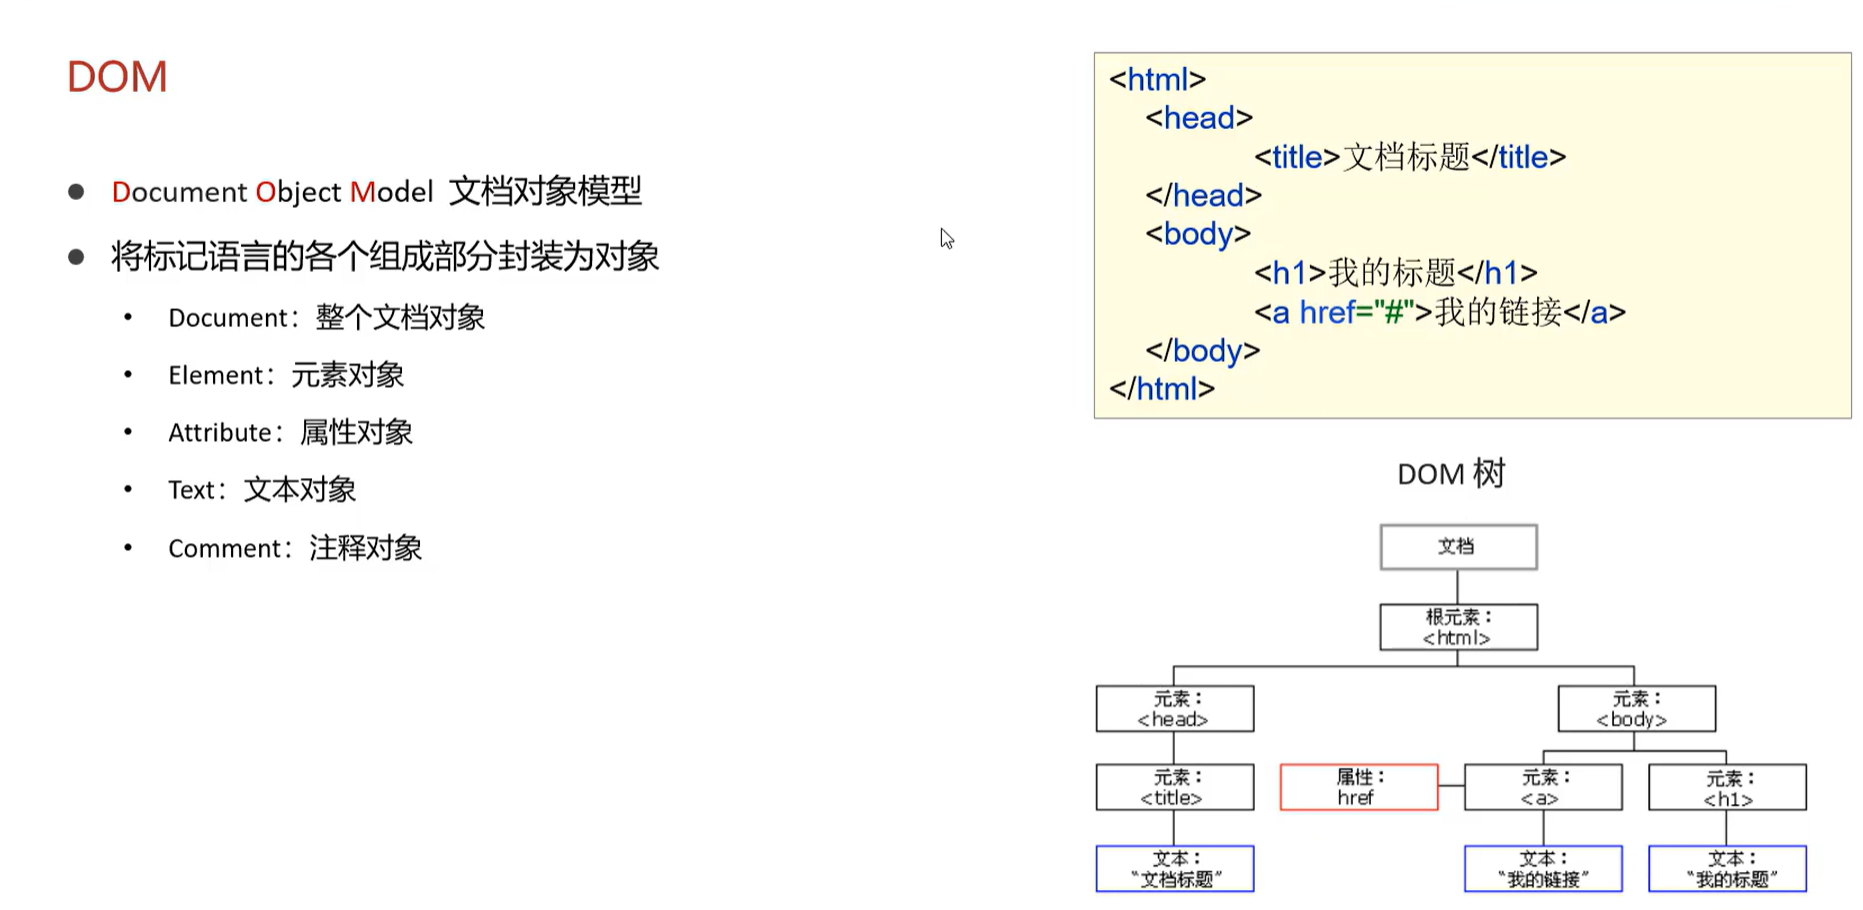 DOM
Document Object Model 文档对象模型
将标记语言的各个组成部分封装为对象
Document：整个文档对象
Element：元素对象
Attribute：属性对象
Text：文本对象
Comment：注释对象
<html>
<head>
<title>文档标题</title>
</head>
<body>
<h1>我的标题</h1>
<a href="#">我的链接</a>
</body>
</html>
DOM 树
文档
根元素：
<html>
元素：
<head>
元素：
<body>
元素：
<title>
属性：
href
元素：
<a>
元素：
<h1>
文本：
“文档标题”
文本：
“我的链接”
文本：
“我的标题”